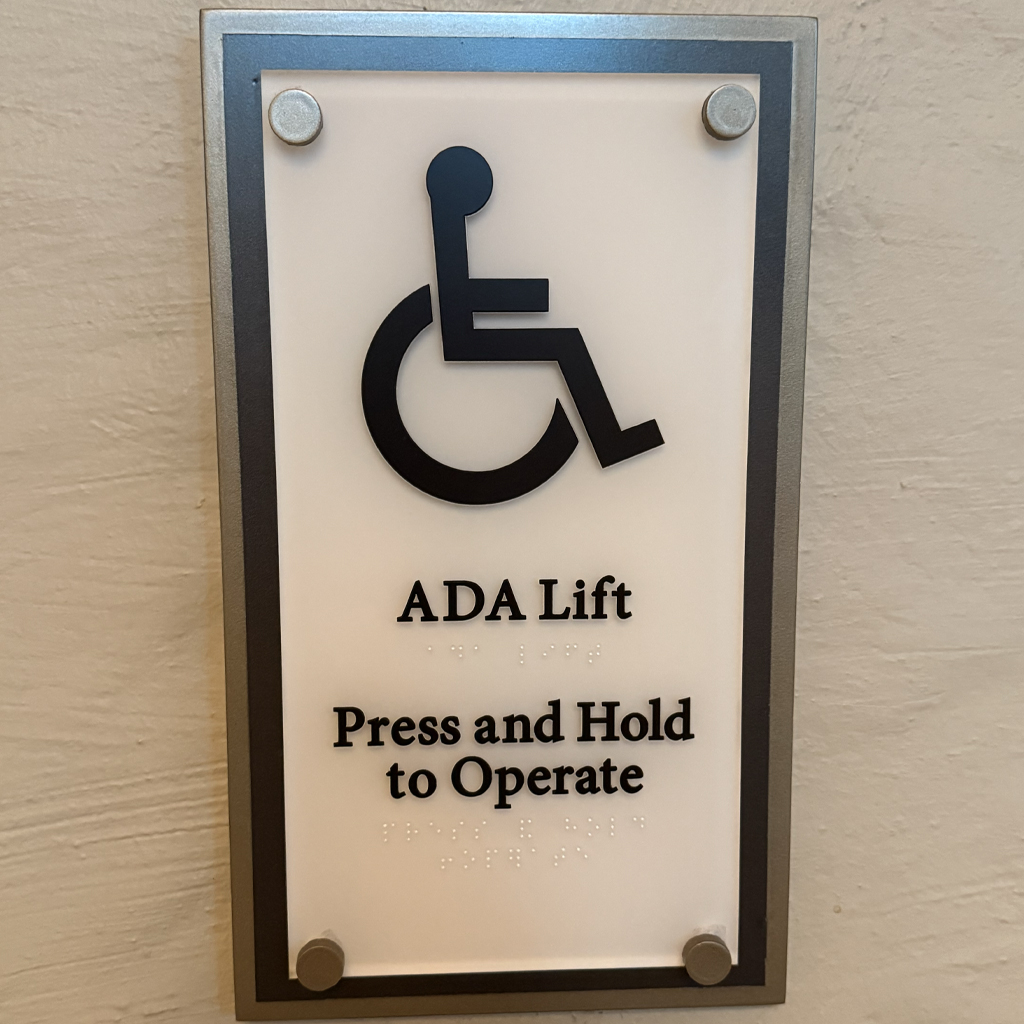 ADA Lift
Press and Hold
to Operate